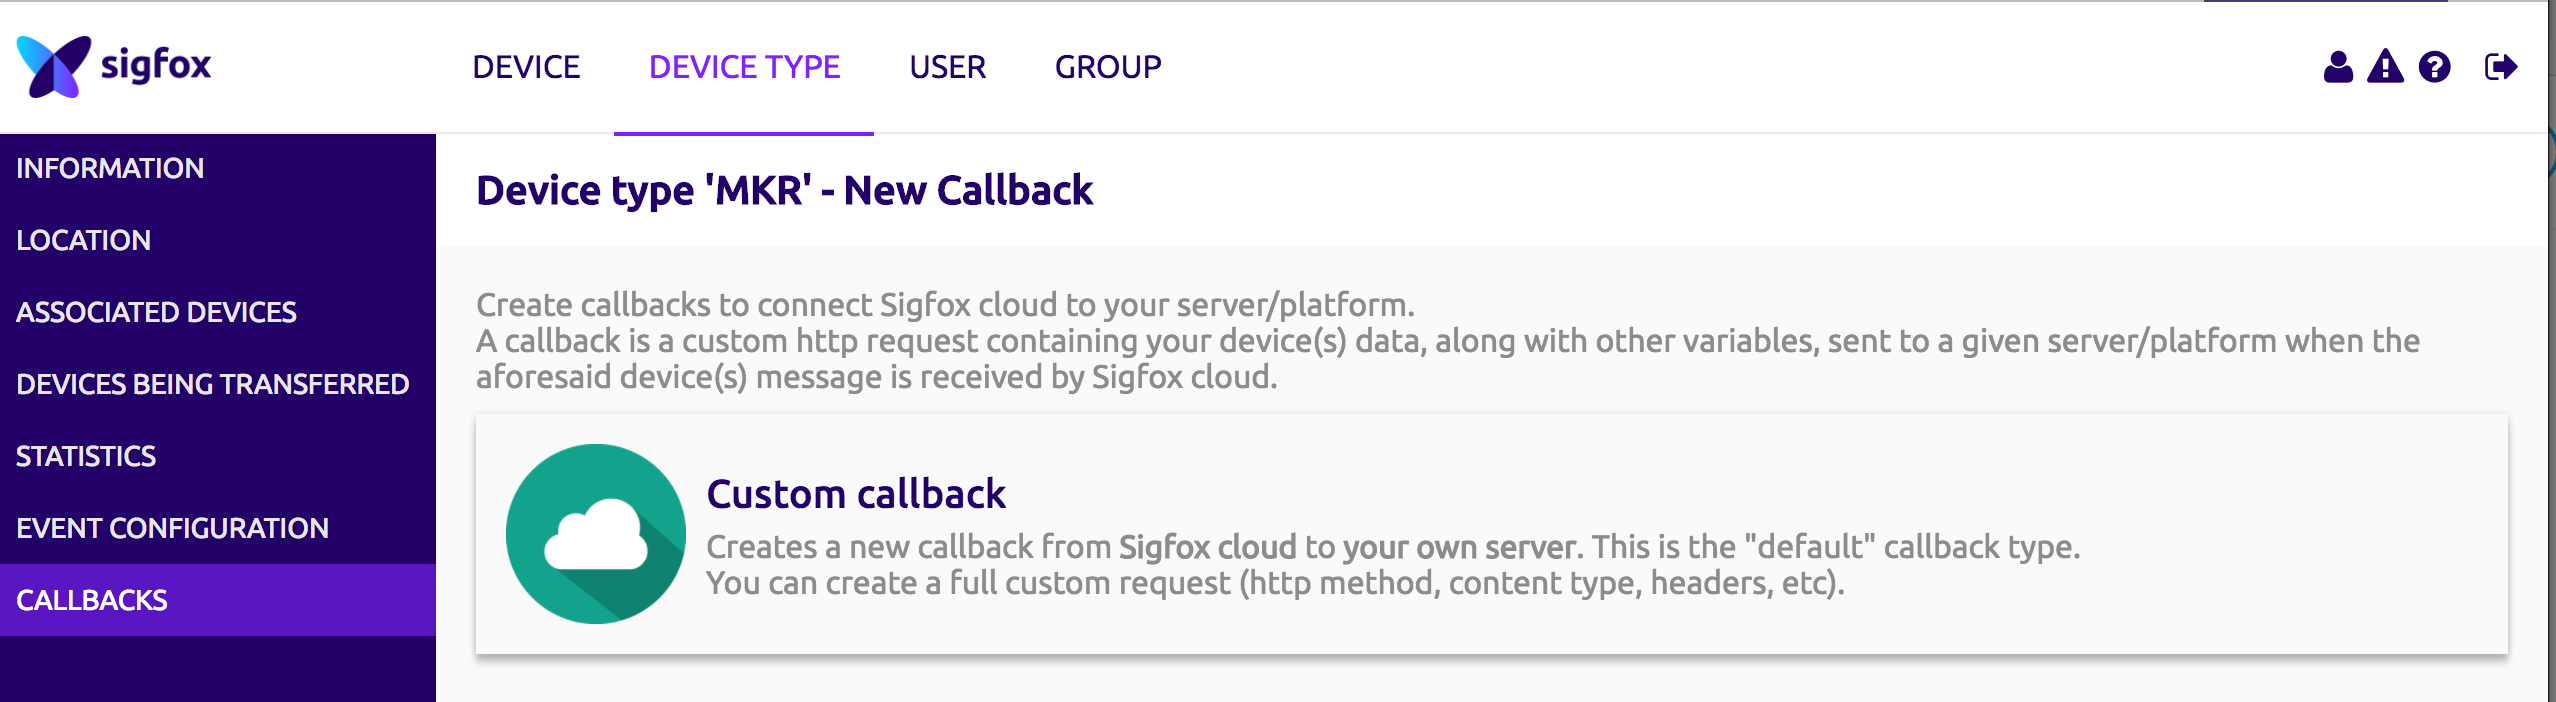 sigfox
DEVICE
DEVICE TYPE
USER
GROUP
INFORMATION
LOCATION
ASSOCIATED DEVICES
DEVICES BEING TRANSFERRED
STATISTICS
EVENT CONFIGURATION
CALLBACKS
Device type 'MKR' - New Callback
Create callbacks to connect Sigfox cloud to your server/platform.
A callback is a custom http request containing your device(s) data, along with other variables, sent to a given server/platform when the
aforesaid device(s) message is received by Sigfox cloud.
Custom callback
Creates a new callback from Sigfox cloud to your own server. This is the "default" callback type.
You can create a full custom request (http method, content type, headers, etc).